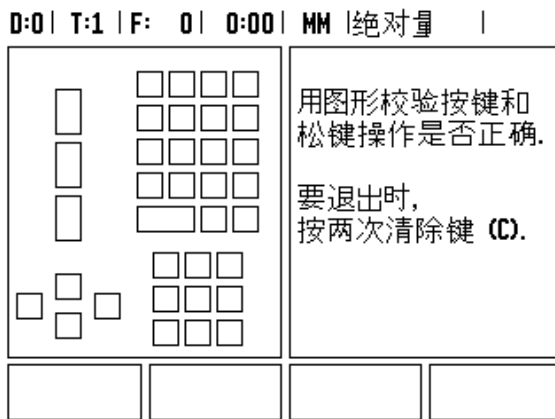 D:0| T:1 |F: 0| 0:00| MM |绝对量 |
用图形校验按键和
松键操作是否正确.
要退出时,
按两次清除键 (C).